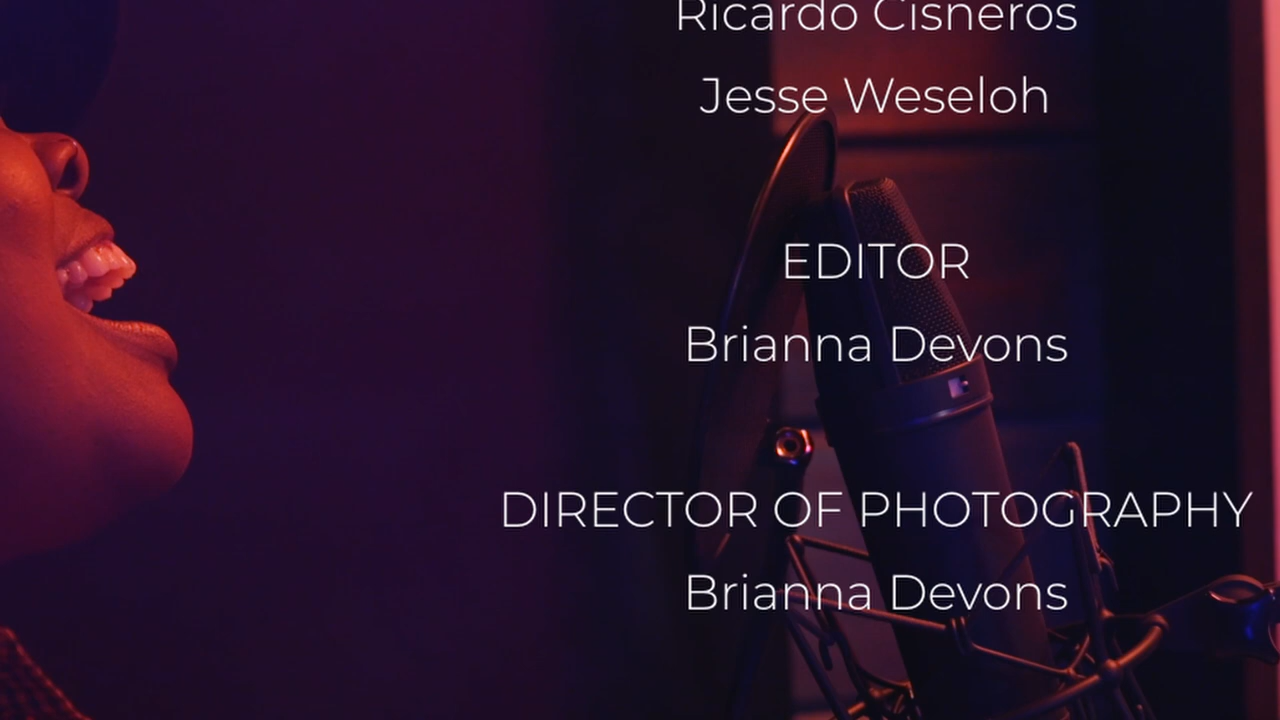 Ricardo Cisneros
Jesse Weseloh
EDITOR
Brianna Devons
DIRECTOR OF PHOTOGRAPHY
Brianna Devons